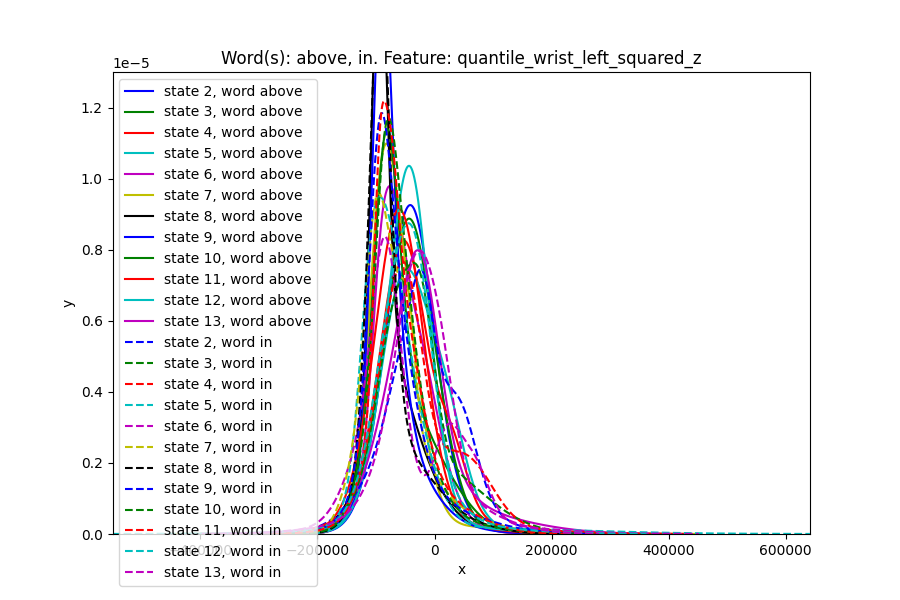 Word(s): above, in. Feature: quantile_wrist_left_squared_z
1e−5
1.2
1.0
0.8
0.6
0.4
0.2
0.0
y
state 2, word above
state 3, word above
state 4, word above
state 5, word above
state 6, word above
state 7, word above
state 8, word above
state 9, word above
state 10, word above
state 11, word above
state 12, word above
state 13, word above
state 2, word in
state 3, word in
state 4, word in
state 5, word in
state 6, word in
state 7, word in
state 8, word in
state 9, word in
state 10, word in
state 11, word in
state 12, word in
state 13, word in
−400000 −200000 0 200000 400000 600000
x